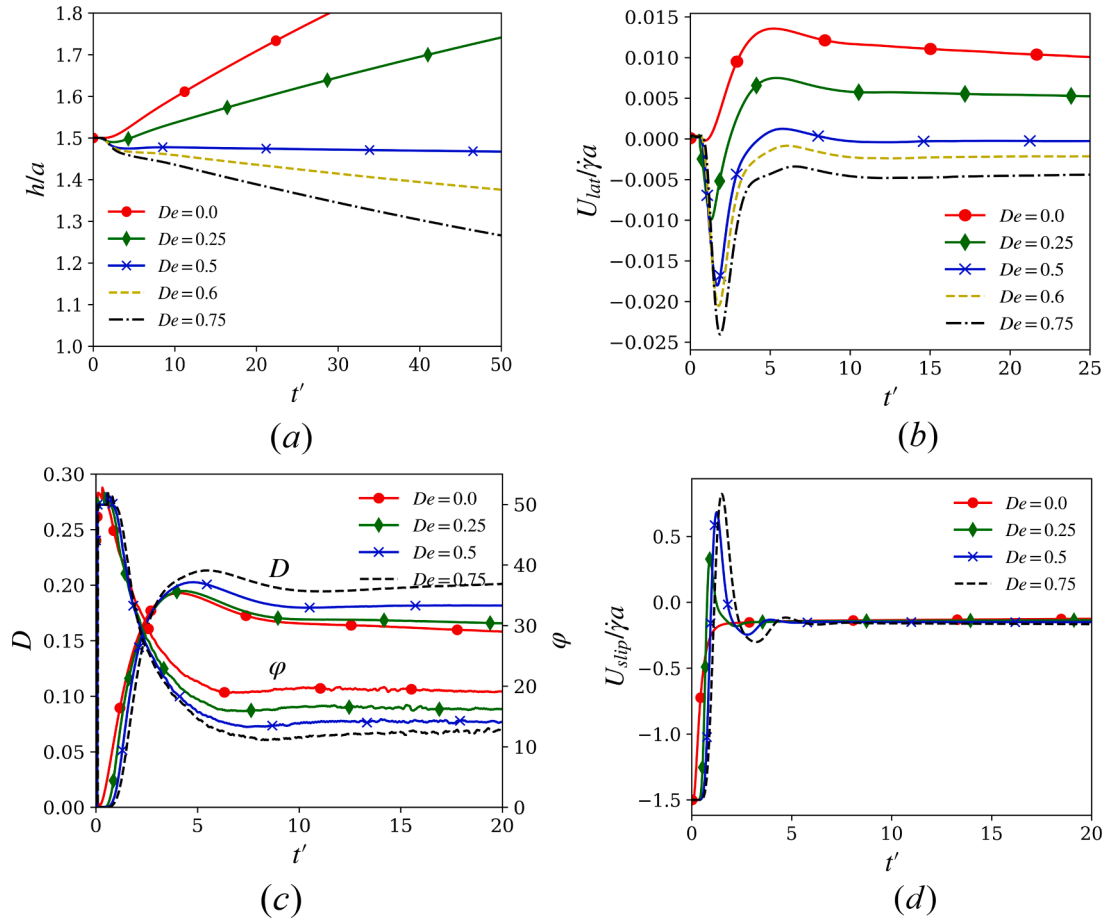 1.8
1.7
1.6
1.5
1.4
1.3
1.2
1.1
1.0
h/a
De = 0.0
De = 0.25
De = 0.5
De = 0.6
De = 0.75
0 10 20 30 40 50
t′
(a)
0.015
0.010
0.005
0.000
−0.005
−0.010
−0.015
−0.020
−0.025
U_lat/γ̇a
De = 0.0
De = 0.25
De = 0.5
De = 0.6
De = 0.75
0 5 10 15 20 25
t′
(b)
0.30
0.25
0.20
0.15
0.10
0.05
0.00
D
De = 0.0
De = 0.25
De = 0.5
De = 0.75
D
φ
50
40
30
20
10
0
φ
0 5 10 15 20
t′
(c)
0.5
0.0
−0.5
−1.0
−1.5
U_slip/γ̇a
De = 0.0
De = 0.25
De = 0.5
De = 0.75
0 5 10 15 20
t′
(d)